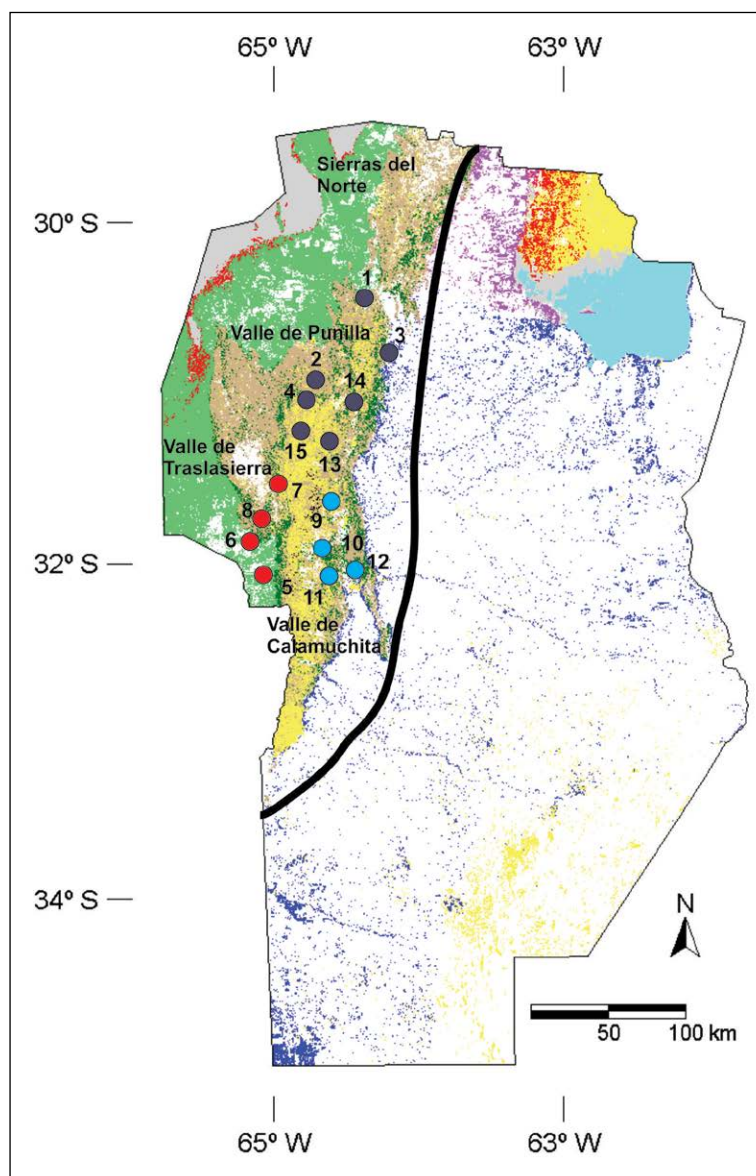 65º W
63º W
Sierras del
Norte
30º S
1
Valle de Punilla
3
2
14
4
15
13
Valle de
Traslasierra
7
8
9
6
10
32º S
12
5
11
Valle de
Calamuchita
34º S
N
50
100 km
65º W
63º W